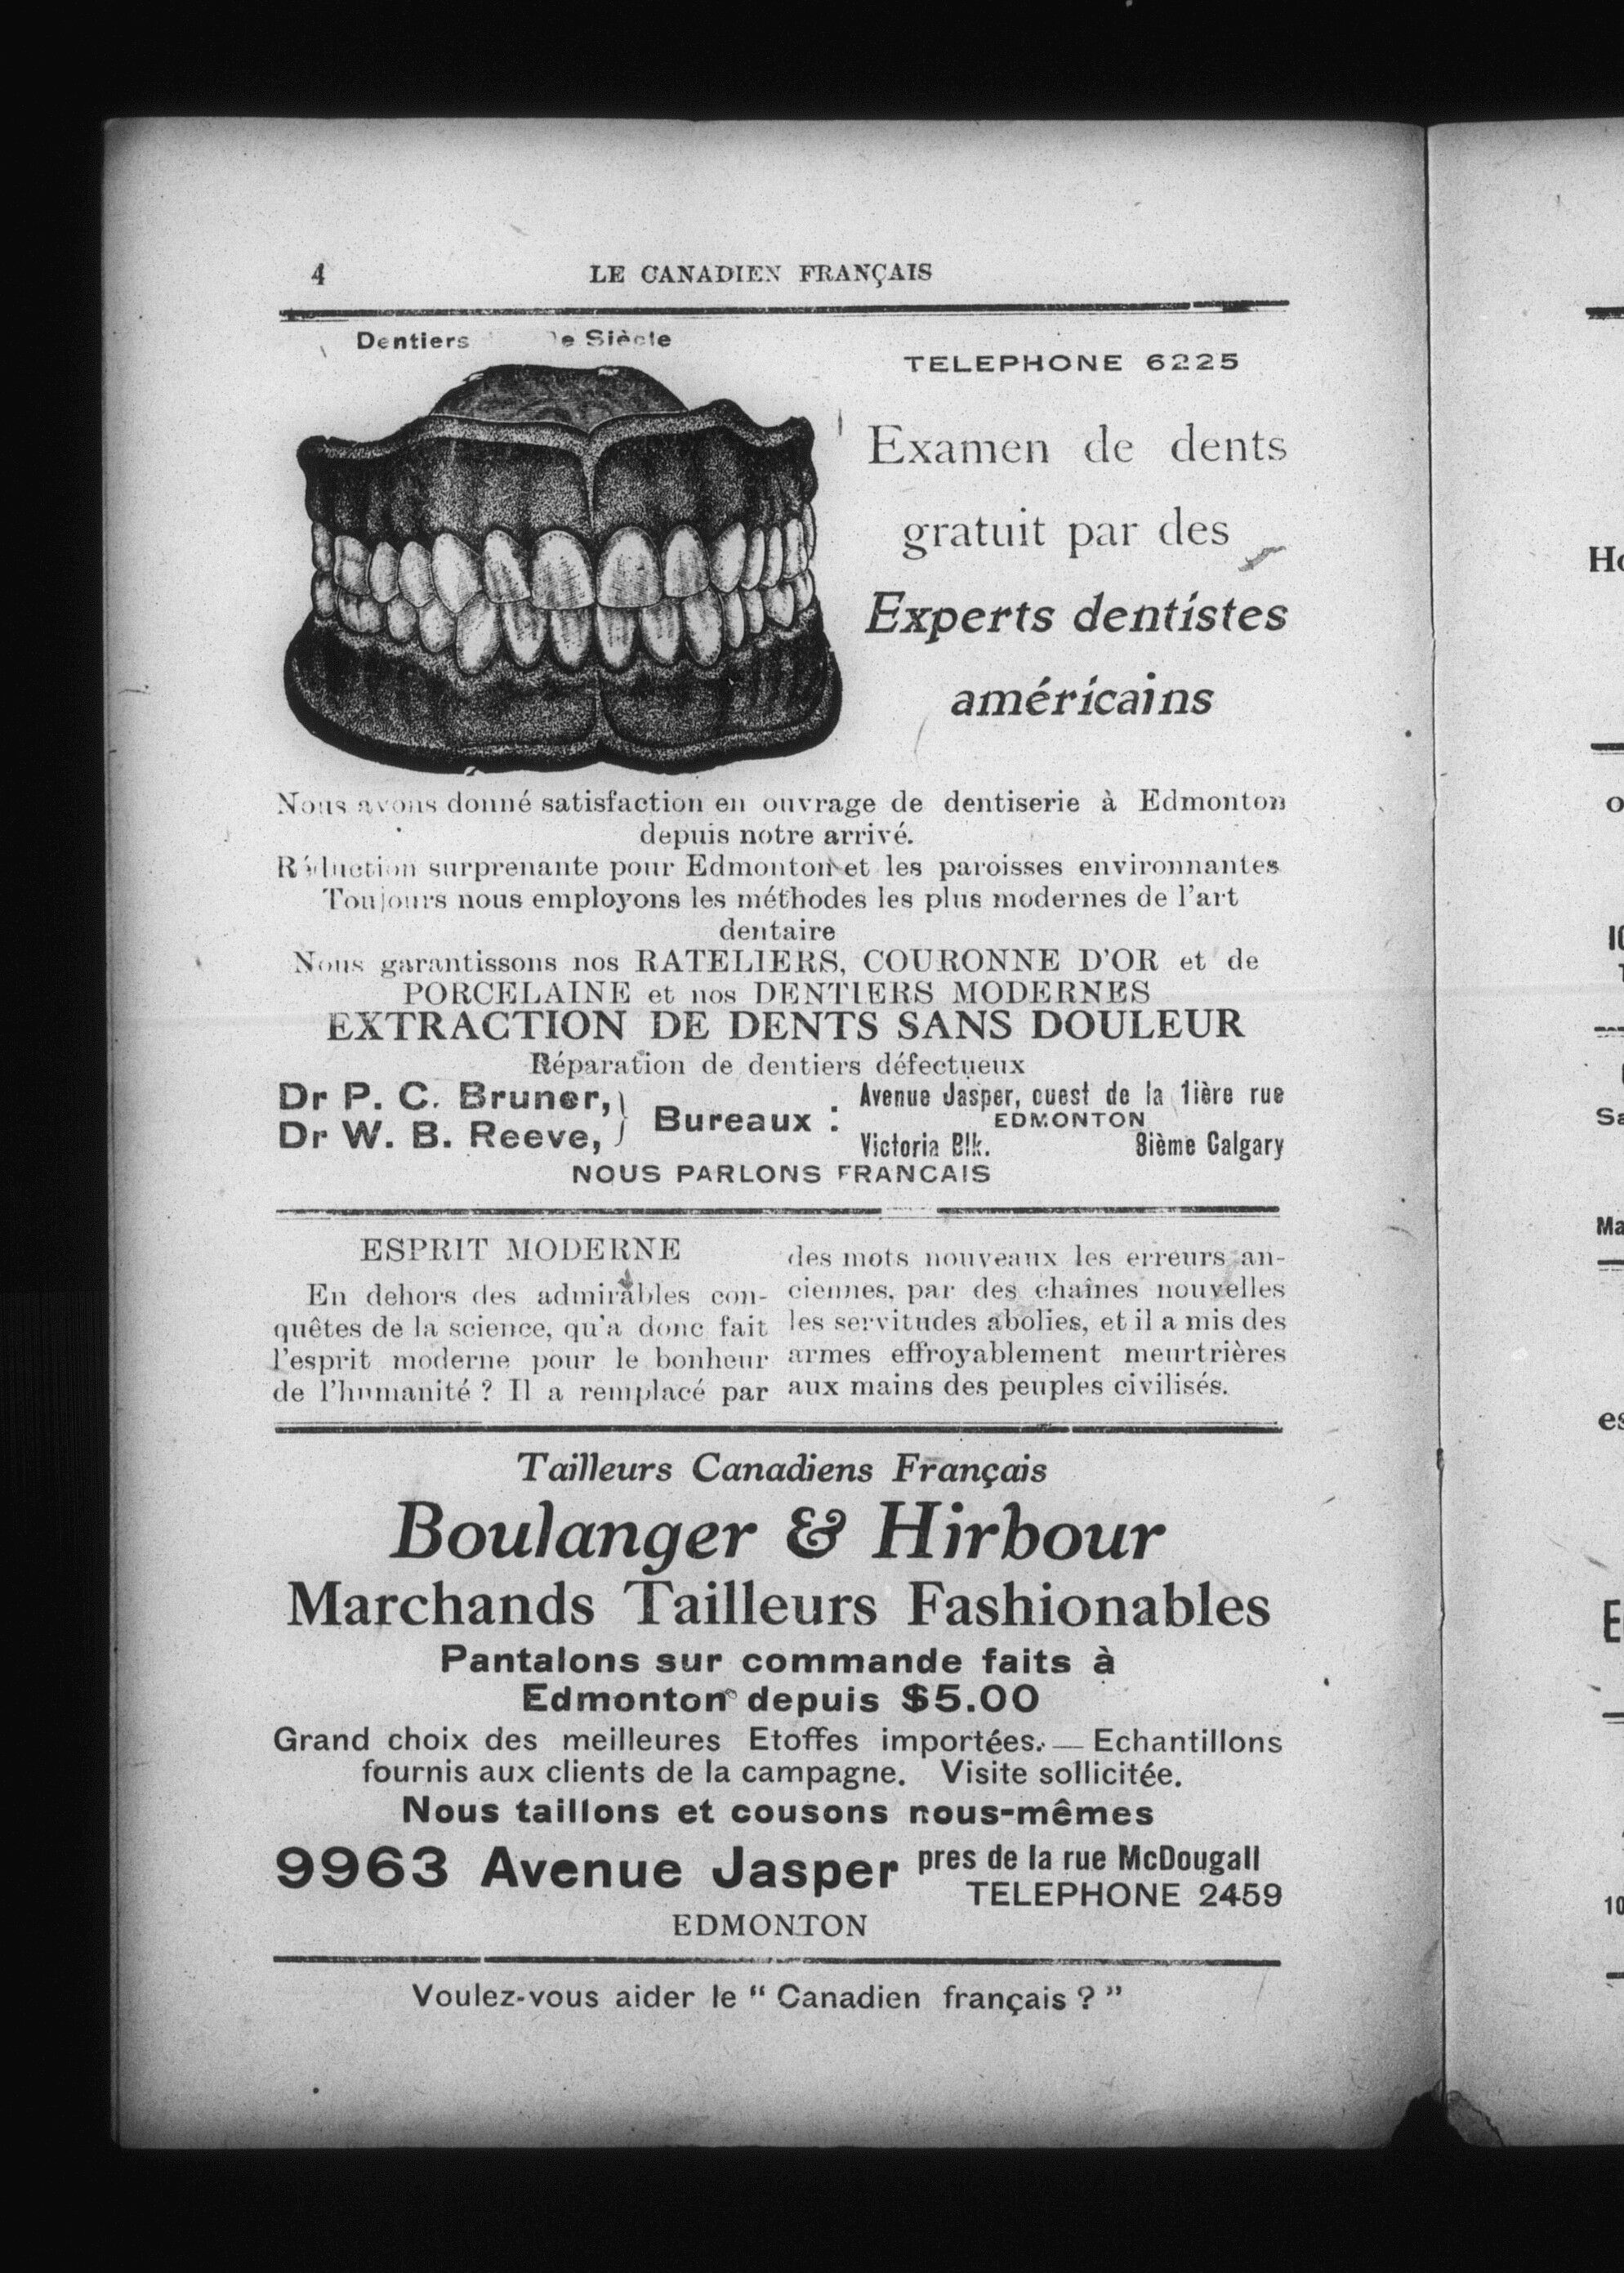 4
LE CANADIEN FRANÇAIS
Dentiers Siècle
TELEPHONE 6225
Examen de dents
gratuit par des
Experts dentistes
américains
Nous avons donné satisfaction en ouvrage de dentiserie à Edmonton
depuis notre arrivé.
Réduction surprenante pour Edmonton et les paroisses environnantes
Toujours nous employons les méthodes les plus modernes de l'art
dentaire
Nous garantissons nos RATELIERS, COURONNE D'OR et de
PORCELAINE et nos DENTIERS MODERNES
EXTRACTION DE DENTS SANS DOULEUR
Réparation de dentiers défectueux
Dr P. C. Bruner,
Dr W. B. Reeve,
Bureaux :
Avenue Jasper, ouest de la 1ière rue
EDMONTON
Victoria Blk. 8ième Calgary
NOUS PARLONS FRANCAIS
ESPRIT MODERNE
En dehors des admirables con-
quêtes de la science, qu'a donc fait
l'esprit moderne pour le bonheur
de l'humanité ? Il a remplacé par
des mots nouveaux les erreurs an-
ciennes, par des chaînes nouvelles
les servitudes abolies, et il a mis des
armes effroyablement meurtrières
aux mains des peuples civilisés.
Tailleurs Canadiens Français
Boulanger & Hirbour
Marchands Tailleurs Fashionables
Pantalons sur commande faits à
Edmonton depuis $5.00
Grand choix des meilleures Etoffes importées. — Echantillons
fournis aux clients de la campagne. Visite sollicitée.
Nous taillons et cousons nous-mêmes
9963 Avenue Jasper pres de la rue McDougall
TELEPHONE 2459
EDMONTON
Voulez-vous aider le " Canadien français ? "